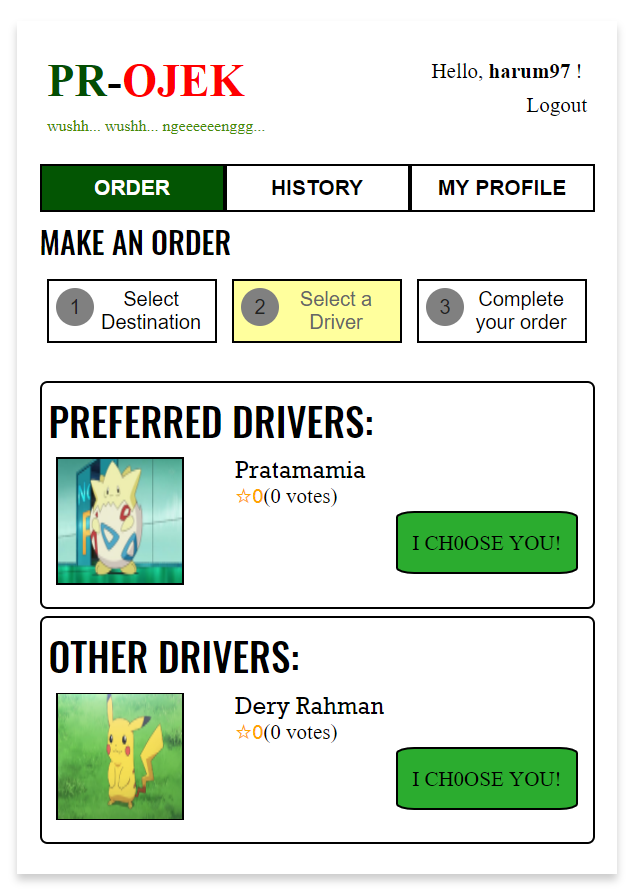 PR-OJEK
Hello, harum97 !
Logout
wushh... wushh... ngeeeeeenggg...
ORDER
HISTORY
MY PROFILE
MAKE AN ORDER
1
Select
Destination
2
Select a
Driver
3
Complete
your order
PREFERRED DRIVERS:
Pratamamia
☆0(0 votes)
I CH0OSE YOU!
OTHER DRIVERS:
Dery Rahman
☆0(0 votes)
I CH0OSE YOU!